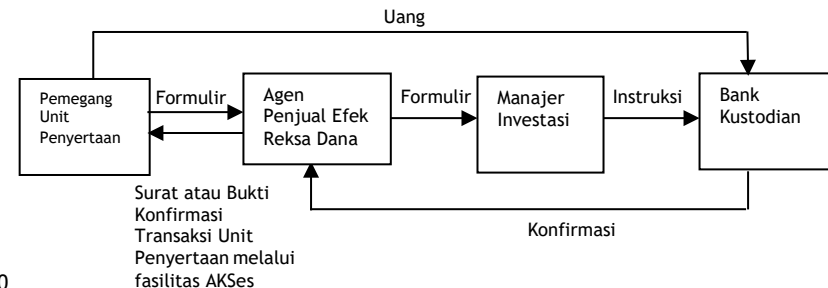 Uang
Pemegang
Unit
Penyertaan
Formulir
Agen
Penjual Efek
Reksa Dana
Formulir
Manajer
Investasi
Instruksi
Bank
Kustodian
Surat atau Bukti
Konfirmasi
Transaksi Unit
Penyertaan melalui
fasilitas AKSes
Konfirmasi
0